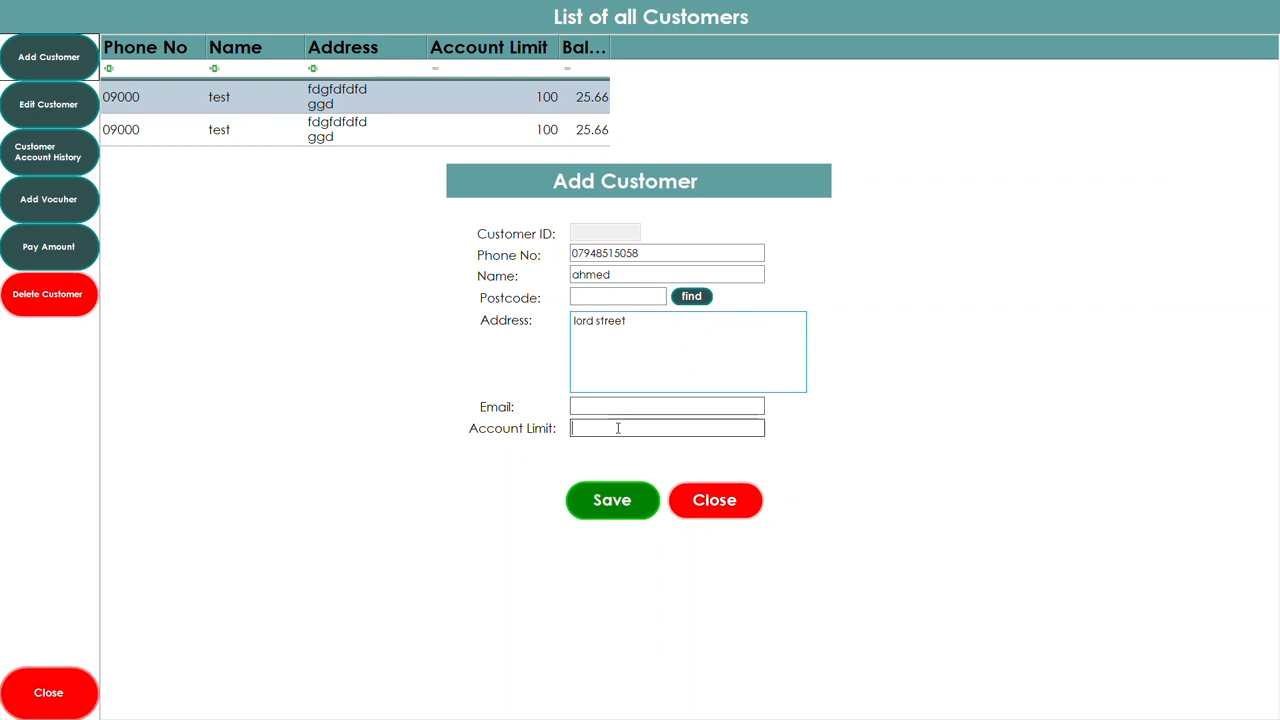 List of all Customers
Add Customer
Edit Customer
Customer
Account History
Add Vocuher
Pay Amount
Delete Customer
Close
Phone No Name Address Account Limit Bal...
= =
09000 test fdgfdfdfd 100 25.66
ggd
09000 test fdgfdfdfd 100 25.66
ggd
Add Customer
Customer ID:
Phone No: 07948515058
Name: ahmed
Postcode: find
Address: lord street
Email:
Account Limit:
Save Close